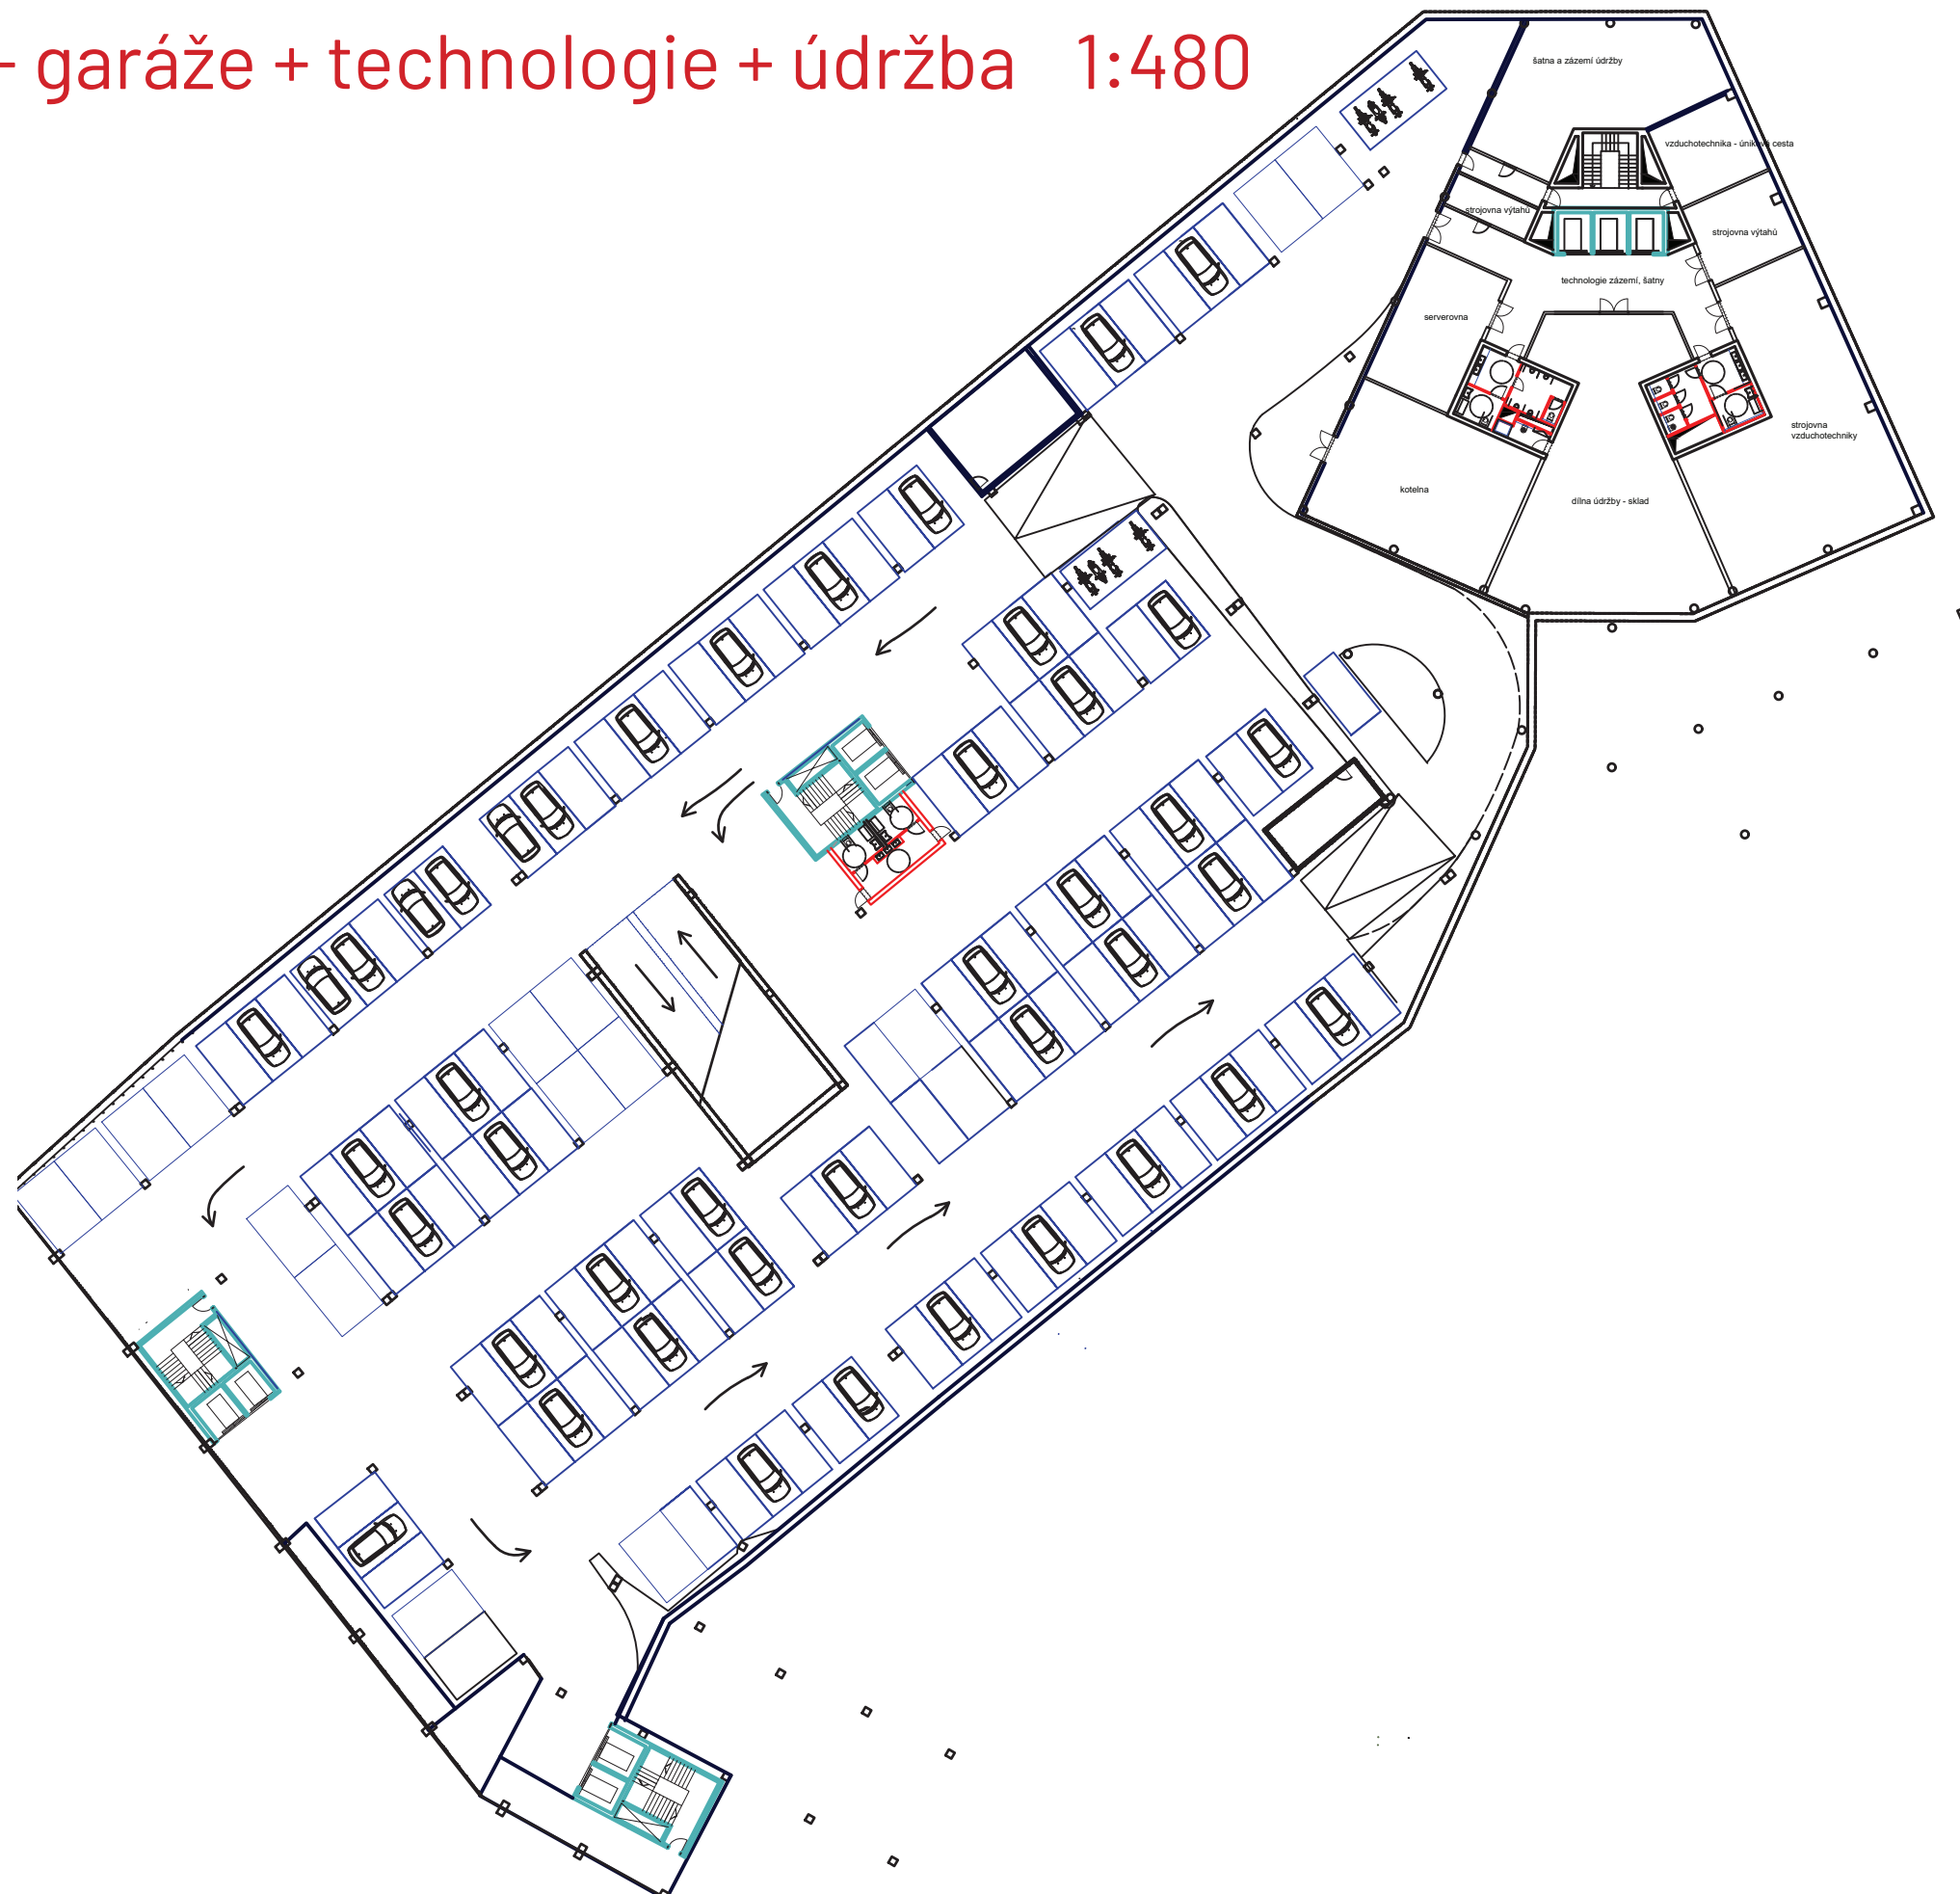 - garáže + technologie + údržba 1:480
šatna a zázemí údržby
vzduchotechnika - úniková cesta
strojovna výtahů
strojovna výtahů
technologie zázemí, šatny
serverovna
strojovna
vzduchotechniky
kotelna
dílna údržby - sklad